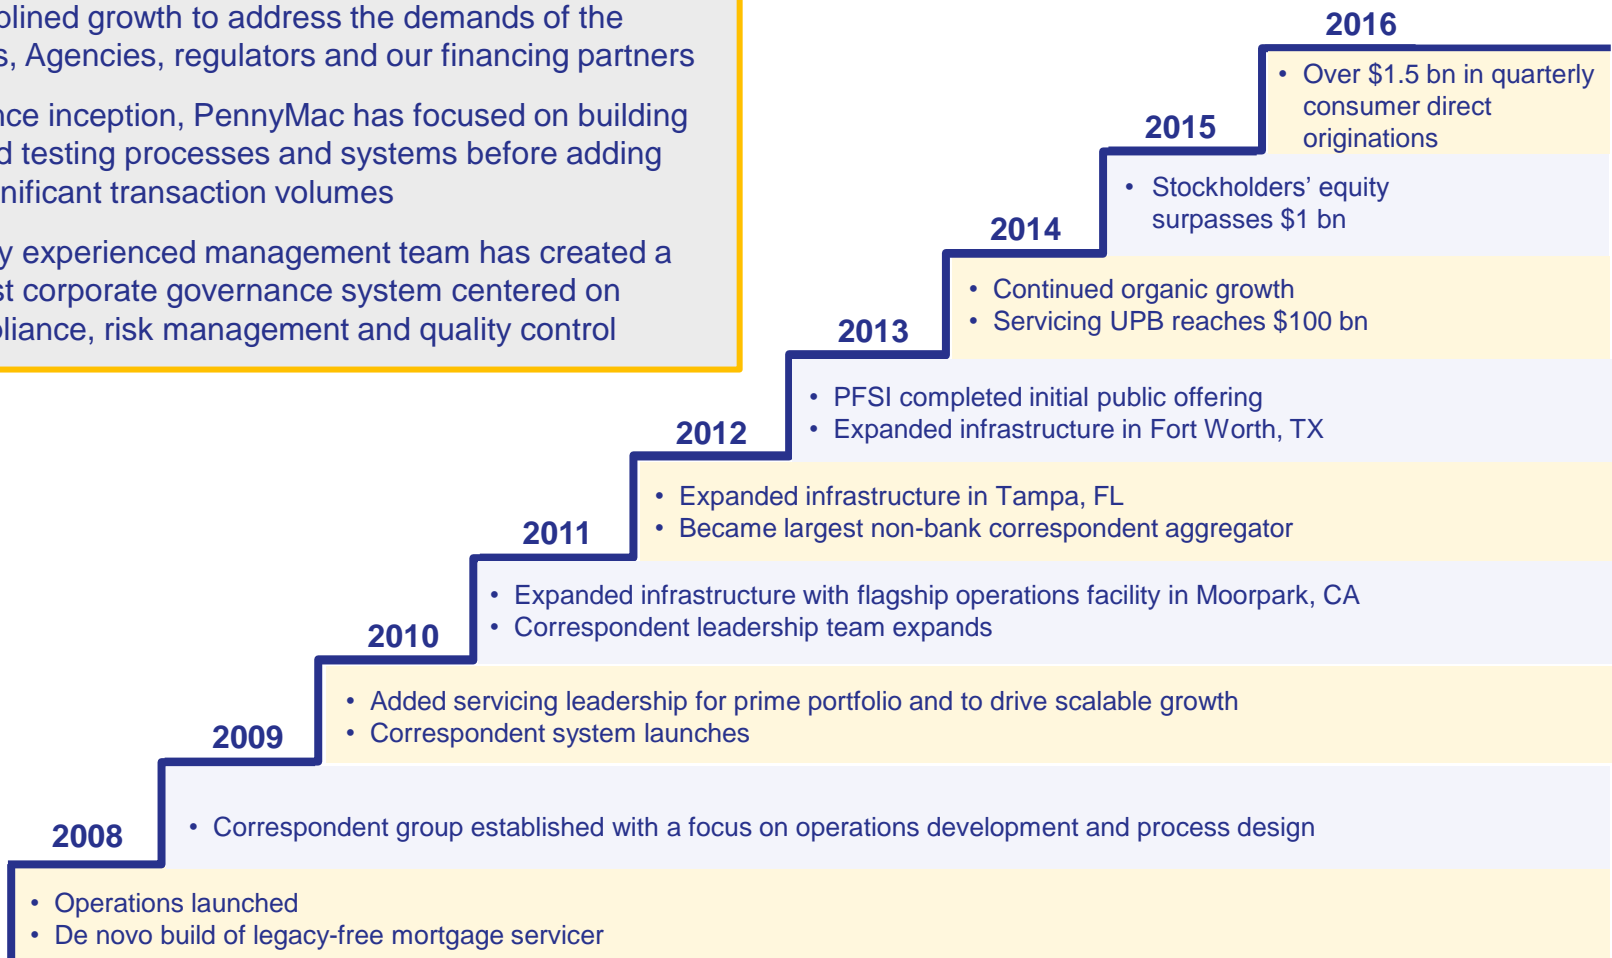 growth to address the demands of the
Agencies, regulators and our financing partners
inception, PennyMac has focused on building
testing processes and systems before adding
transaction volumes
experienced management team has created a
corporate governance system centered on
risk management and quality control
2016
• Over $1.5 bn in quarterly
consumer direct
originations
2015
• Stockholders’ equity
surpasses $1 bn
2014
• Continued organic growth
• Servicing UPB reaches $100 bn
2013
• PFSI completed initial public offering
• Expanded infrastructure in Fort Worth, TX
2012
• Expanded infrastructure in Tampa, FL
• Became largest non-bank correspondent aggregator
2011
• Expanded infrastructure with flagship operations facility in Moorpark, CA
• Correspondent leadership team expands
2010
• Added servicing leadership for prime portfolio and to drive scalable growth
• Correspondent system launches
2009
• Correspondent group established with a focus on operations development and process design
2008
• Operations launched
• De novo build of legacy-free mortgage servicer